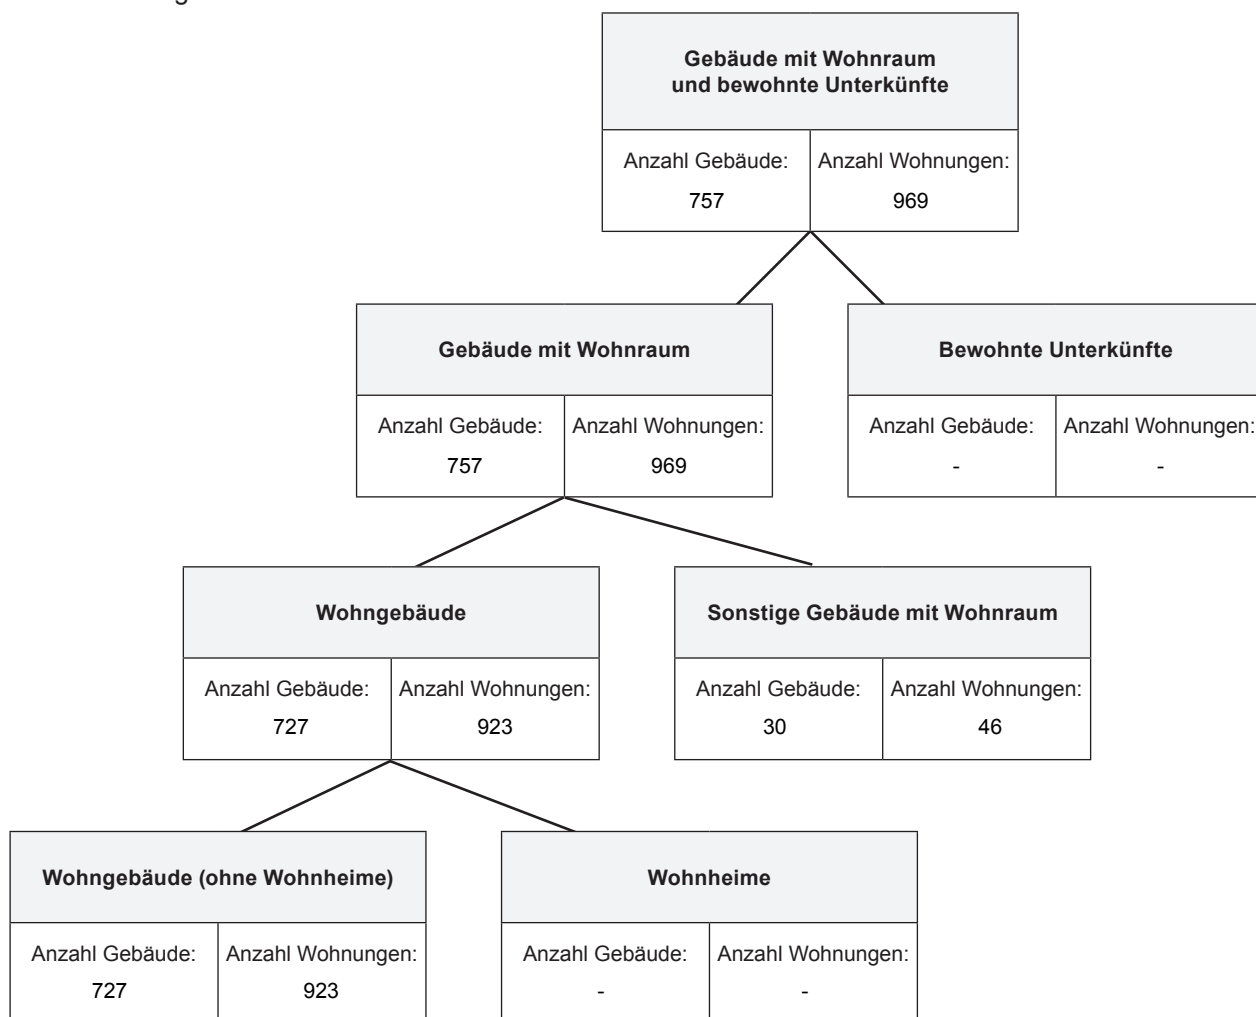 Gebäude mit Wohnraum
und bewohnte Unterkünfte
Anzahl Gebäude: Anzahl Wohnungen:
757 969
Gebäude mit Wohnraum
Bewohnte Unterkünfte
Anzahl Gebäude: Anzahl Wohnungen:
757 969
Anzahl Gebäude: Anzahl Wohnungen:
- -
Wohngebäude
Sonstige Gebäude mit Wohnraum
Anzahl Gebäude: Anzahl Wohnungen:
727 923
Anzahl Gebäude: Anzahl Wohnungen:
30 46
Wohngebäude (ohne Wohnheime)
Wohnheime
Anzahl Gebäude: Anzahl Wohnungen:
727 923
Anzahl Gebäude: Anzahl Wohnungen:
- -